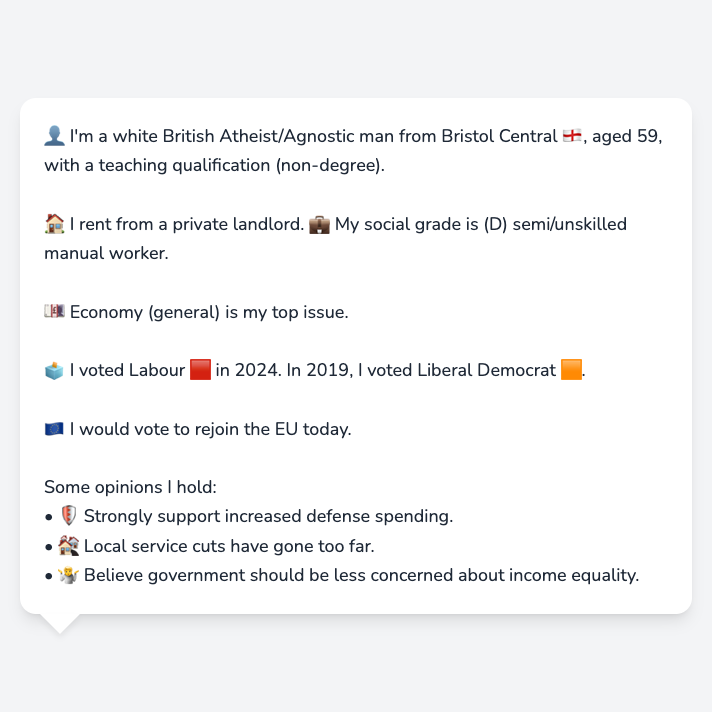 👤 I'm a white British Atheist/Agnostic man from Bristol Central 🏴󠁧󠁢󠁥󠁮󠁧󠁿, aged 59,
with a teaching qualification (non-degree).
🏠 I rent from a private landlord. 💼 My social grade is (D) semi/unskilled
manual worker.
💷 Economy (general) is my top issue.
🗳️ I voted Labour 🟥 in 2024. In 2019, I voted Liberal Democrat 🟧.
🇪🇺 I would vote to rejoin the EU today.
Some opinions I hold:
• 🛡️ Strongly support increased defense spending.
• 🏚️ Local service cuts have gone too far.
• 🤷 Believe government should be less concerned about income equality.